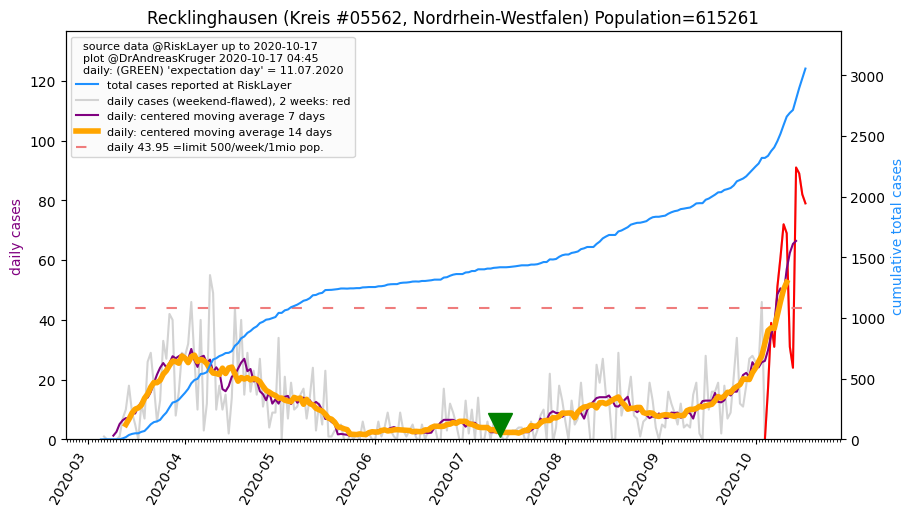 Recklinghausen (Kreis #05562, Nordrhein-Westfalen) Population=615261
source data @RiskLayer up to 2020-10-17
plot @DrAndreasKruger 2020-10-17 04:45
daily: (GREEN) 'expectation day' = 11.07.2020
total cases reported at RiskLayer
daily cases (weekend-flawed), 2 weeks: red
daily: centered moving average 7 days
daily: centered moving average 14 days
daily 43.95 =limit 500/week/1mio pop.
daily cases
120
100
80
60
40
20
0
3000
2500
2000
1500
1000
500
0
cumulative total cases
2020-03
2020-04
2020-05
2020-06
2020-07
2020-08
2020-09
2020-10